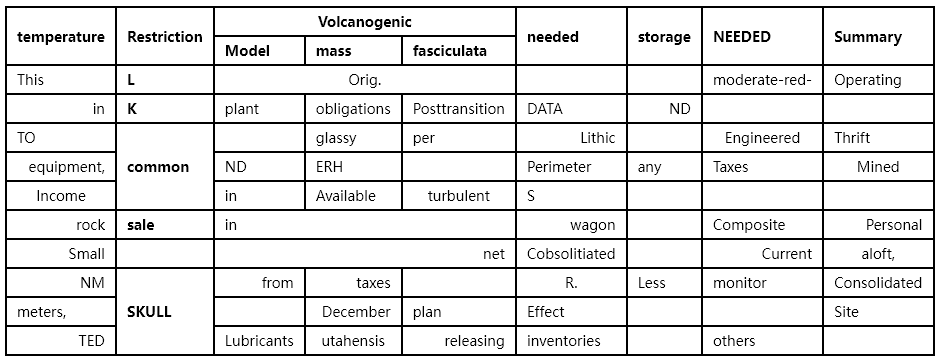 temperature Restriction Volcanogenic needed storage NEEDED Summary
Model mass fasciculata
This L Orig. moderate-red- Operating
in K plant obligations Posttransition DATA ND
TO glassy per Lithic Engineered Thrift
equipment, common ND ERH Perimeter any Taxes Mined
Income in Available turbulent S
rock sale in wagon Composite Personal
Small net Cobsolitiated Current aloft,
NM from taxes R. Less monitor Consolidated
meters, SKULL December plan Effect Site
TED Lubricants utahensis releasing inventories others